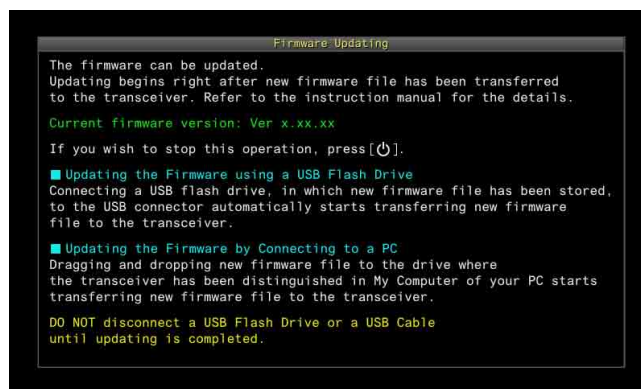 Firmware Updating
The firmware can be updated.
Updating begins right after new firmware file has been transferred
to the transceiver. Refer to the instruction manual for the details.
Current firmware version: Ver x.xx.xx
If you wish to stop this operation, press[⏻].
■ Updating the Firmware using a USB Flash Drive
Connecting a USB flash drive, in which new firmware file has been stored,
to the USB connector automatically starts transferring new firmware
file to the transceiver.
■ Updating the Firmware by Connecting to a PC
Dragging and dropping new firmware file to the drive where
the transceiver has been distinguished in My Computer of your PC starts
transferring new firmware file to the transceiver.
DO NOT disconnect a USB Flash Drive or a USB Cable
until updating is completed.